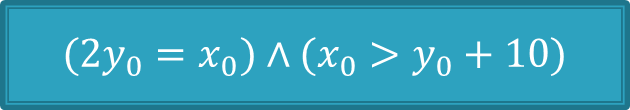 (2y₀ = x₀) ∧ (x₀ > y₀ + 10)